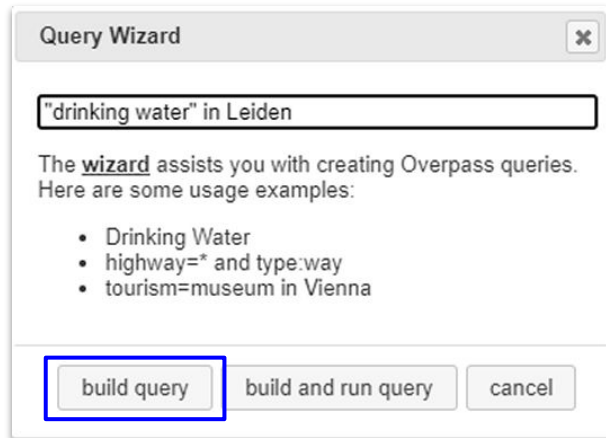 Query Wizard
"drinking water" in Leiden
The wizard assists you with creating Overpass queries.
Here are some usage examples:
Drinking Water
highway=* and type:way
tourism=museum in Vienna
build query build and run query cancel